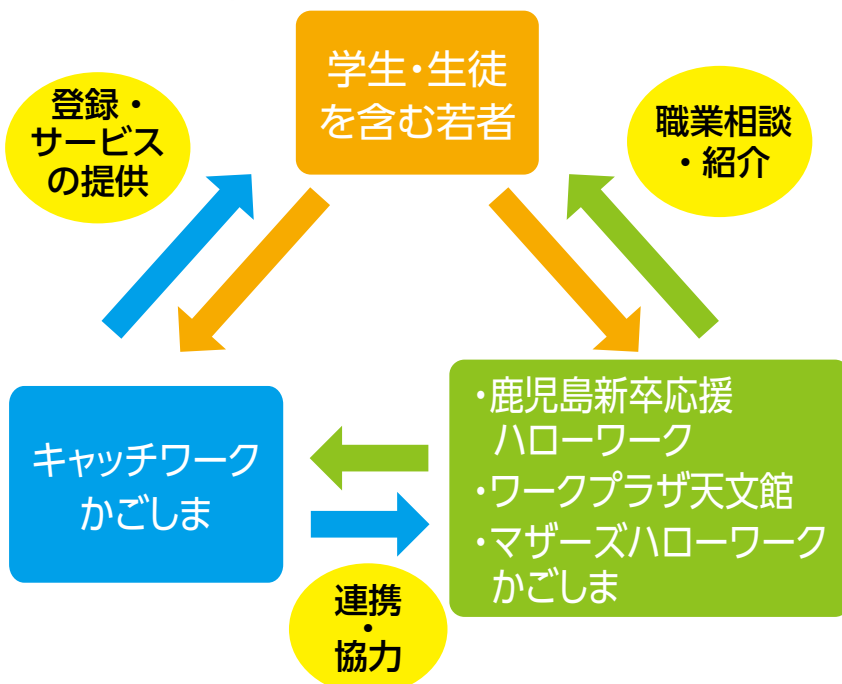 学生・生徒
を含む若者
登録・
サービス
の提供
職業相談
・紹介
キャッチワーク
かごしま
・鹿児島新卒応援
ハローワーク
・ワークプラザ天文館
・マザーズハローワーク
かごしま
連携
・
協力